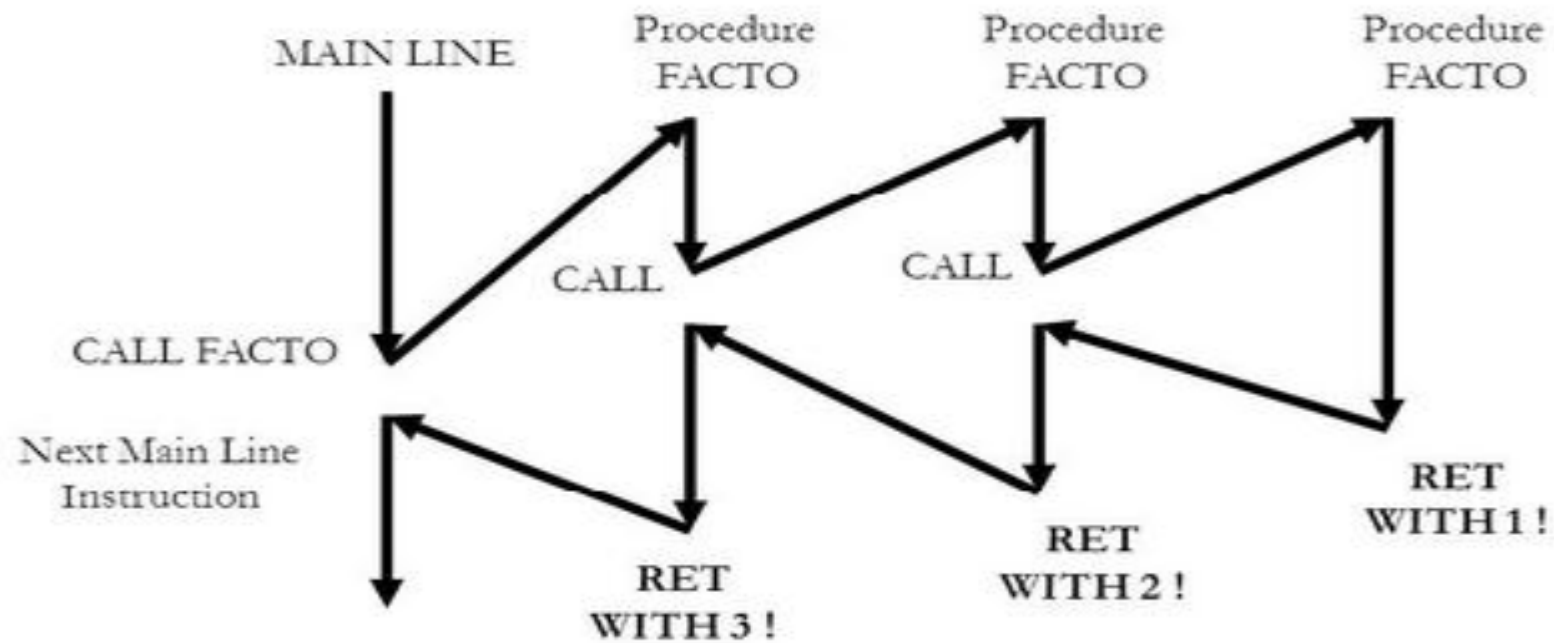 MAIN LINE
Procedure
FACTO
Procedure
FACTO
Procedure
FACTO
CALL
CALL
CALL FACTO
Next Main Line
Instruction
RET
WITH 3 !
RET
WITH 2 !
RET
WITH 1 !